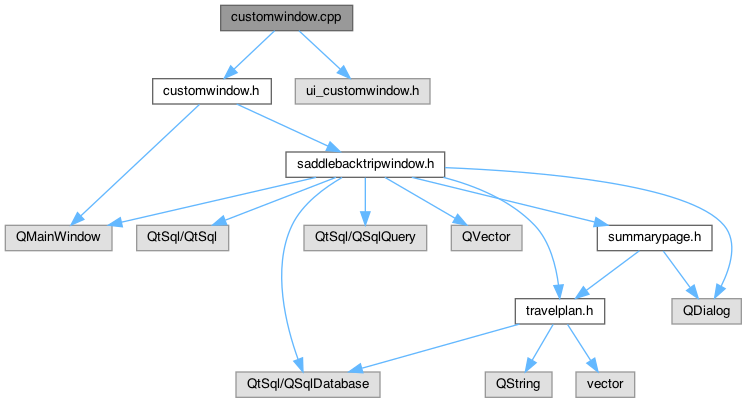 customwindow.cpp
customwindow.h
ui_customwindow.h
saddlebacktripwindow.h
QMainWindow
QtSql/QtSql
QtSql/QSqlQuery
QVector
summarypage.h
travelplan.h
QDialog
QtSql/QSqlDatabase
QString
vector